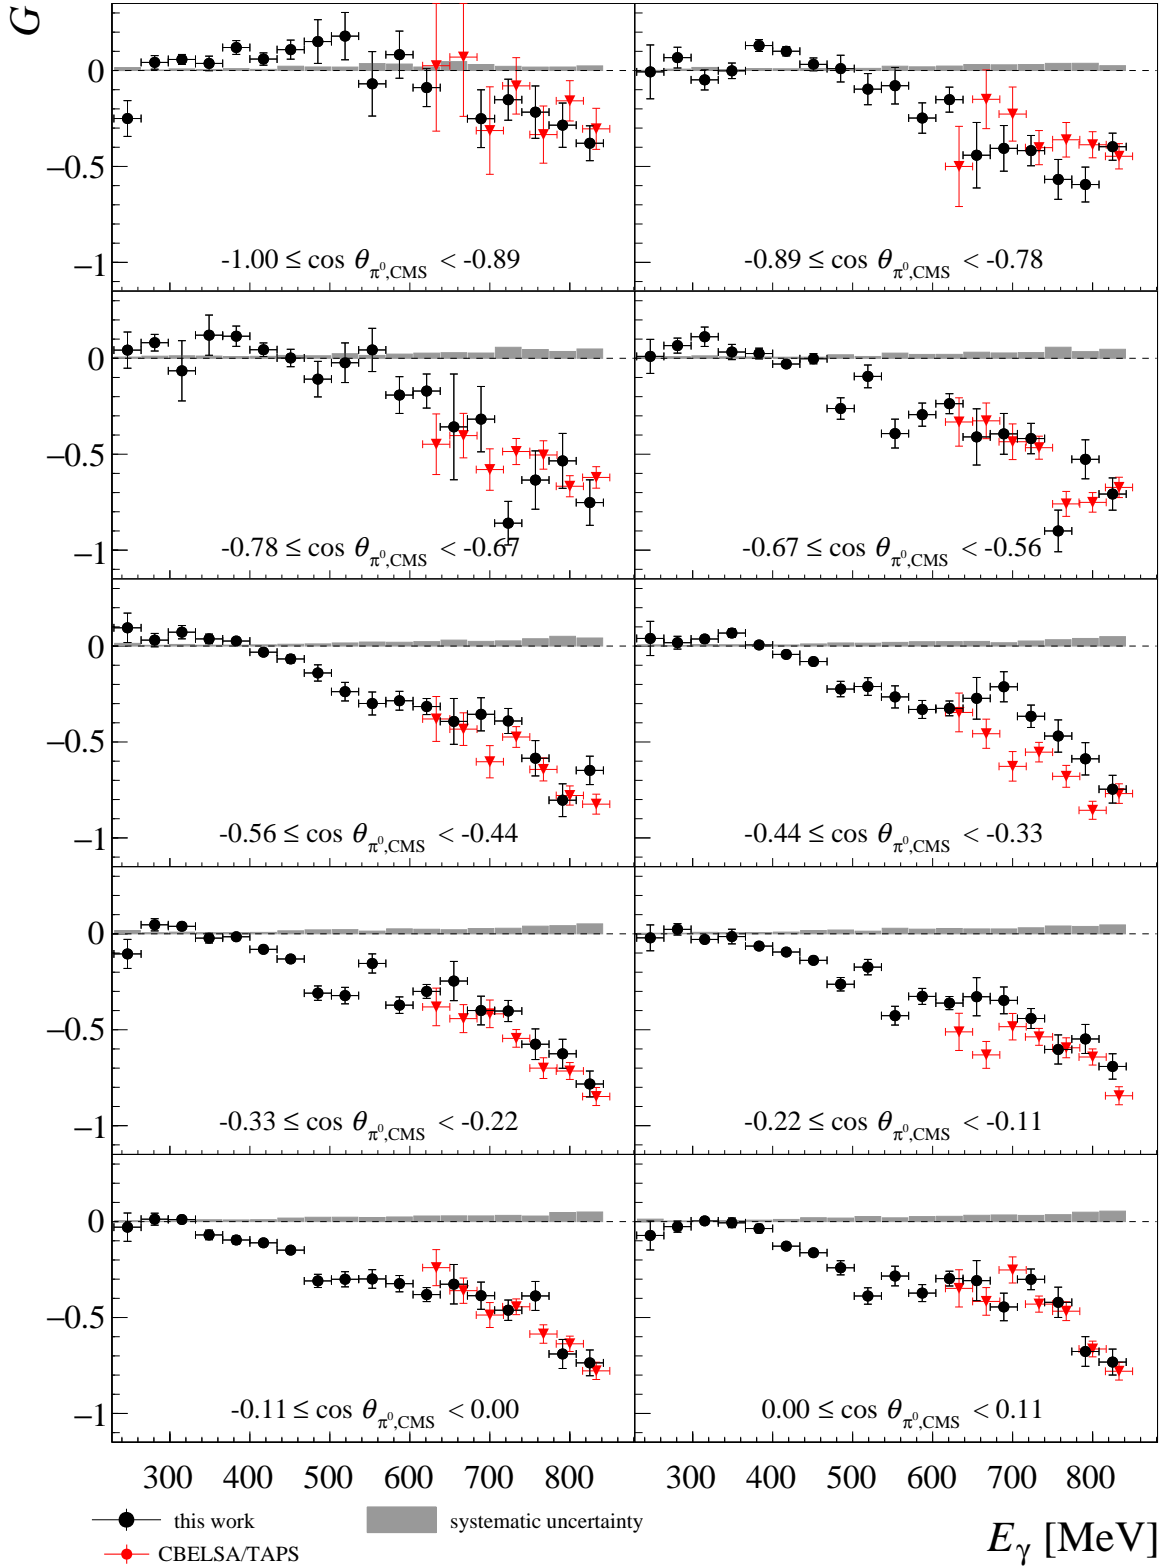 G
0
−0.5
−1
-1.00 ≤ cos θπ⁰,CMS < -0.89
-0.89 ≤ cos θπ⁰,CMS < -0.78
0
−0.5
−1
-0.78 ≤ cos θπ⁰,CMS < -0.67
-0.67 ≤ cos θπ⁰,CMS < -0.56
0
−0.5
−1
-0.56 ≤ cos θπ⁰,CMS < -0.44
-0.44 ≤ cos θπ⁰,CMS < -0.33
0
−0.5
−1
-0.33 ≤ cos θπ⁰,CMS < -0.22
-0.22 ≤ cos θπ⁰,CMS < -0.11
0
−0.5
−1
-0.11 ≤ cos θπ⁰,CMS < 0.00
0.00 ≤ cos θπ⁰,CMS < 0.11
300 400 500 600 700 800 300 400 500 600 700 800
this work systematic uncertainty
CBELSA/TAPS
Eγ [MeV]